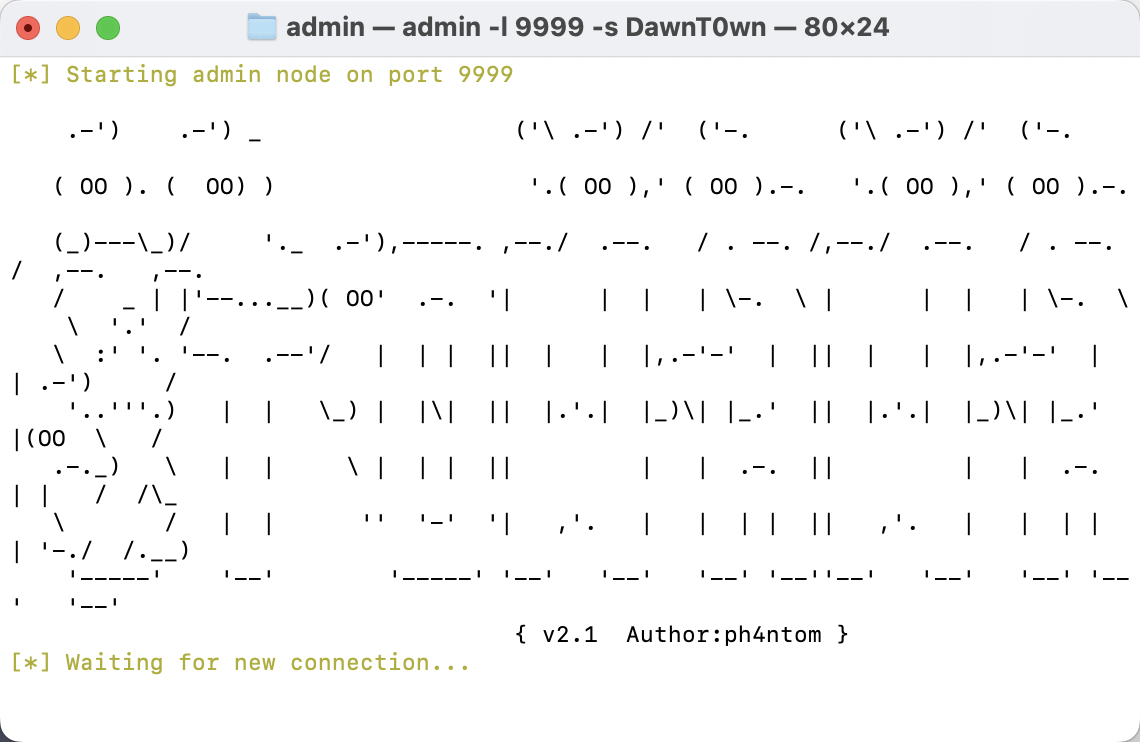 admin — admin -l 9999 -s DawnT0wn — 80×24
[*] Starting admin node on port 9999
    .-')    .-') _                           ('\ .-') /'  ('-.      ('\ .-') /'  ('-.
   ( OO ). (  OO) )                           '.( OO ),' ( OO ).-.   '.( OO ),' ( OO ).-.
   (_)---\_)/     '._  .-'),-----. ,--./  .--.   / . --. /,--./  .--.   / . --.
/  ,--.   ,--.
   /    _ | |'--...__)( OO'  .-.  '|      |  |   | \-.  \ |      |  |   | \-.  \
    \  '.'  /
   \  :' '. '--.  .--'/   |  | |  ||  |   |  |,.-'-'  |  ||  |   |  |,.-'-'  |
| .-')     /
    '..'''.)   |  |   \_) |  |\|  ||  |.'.|  |_)\| |_.'  ||  |.'.|  |_)\| |_.'
|(OO  \   /
   .-._)   \   |  |     \ |  | |  ||         |   |  .-.  ||         |   |  .-.
| |   /  /\_
   \       /   |  |      ''  '-'  '|   ,'.   |   |  | |  ||   ,'.   |   |  | |
| '-./  /.__)
    '-----'    '--'        '-----' '--'   '--'   '--' '--''--'   '--'   '--' '--
'   '--'
{ v2.1  Author:ph4ntom }
[*] Waiting for new connection...